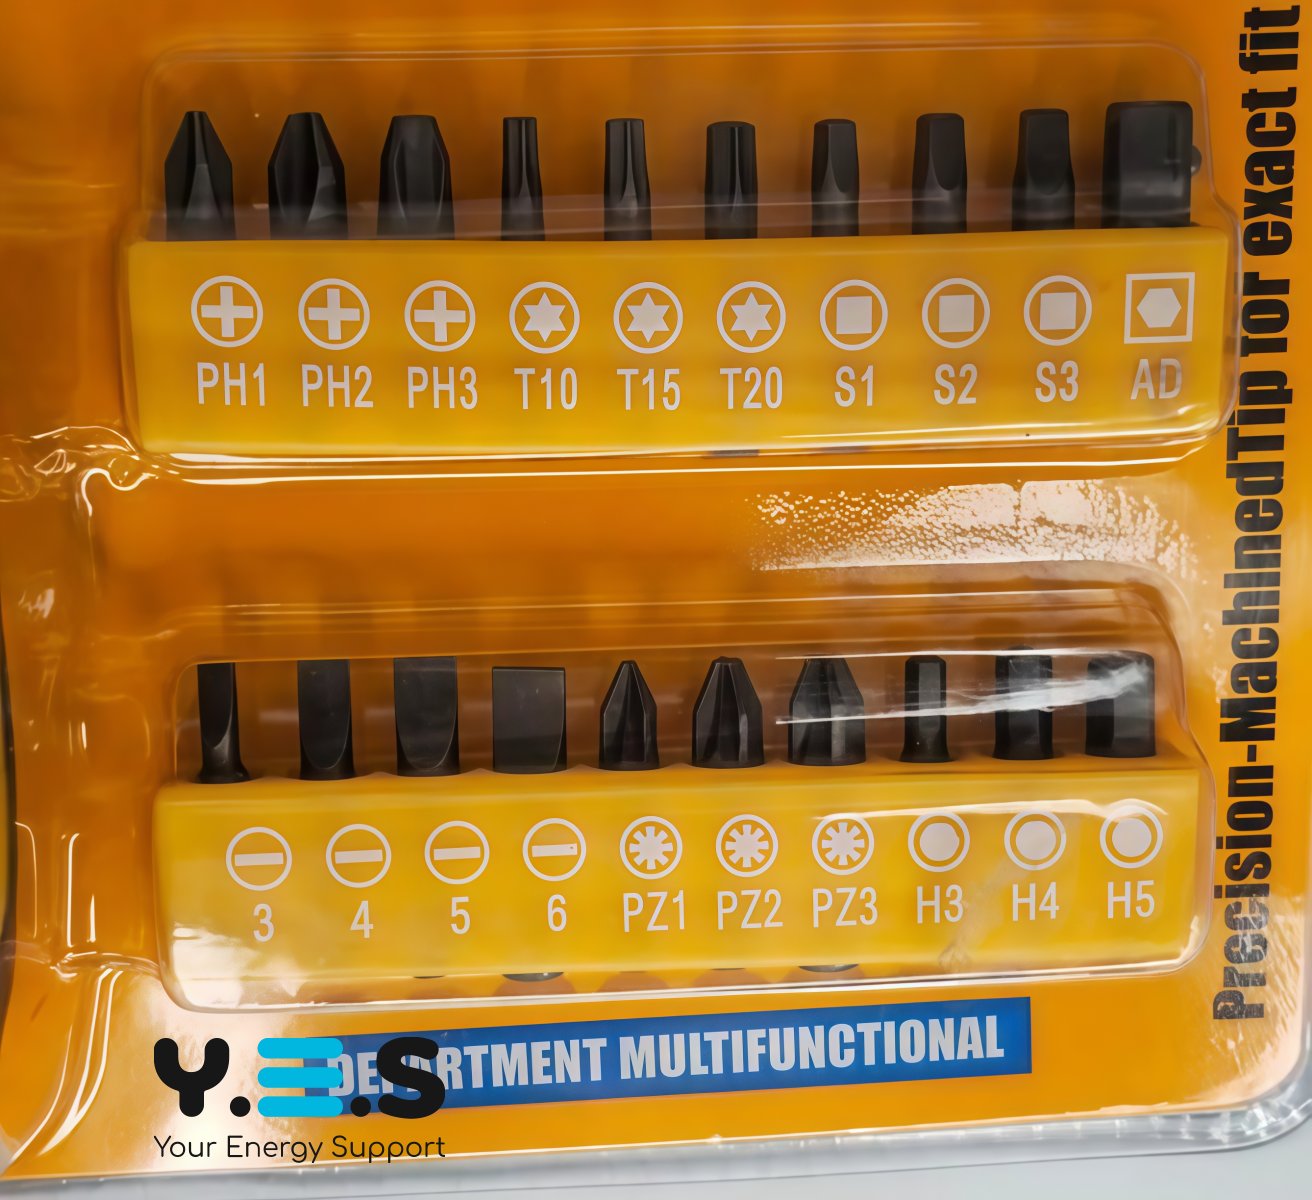 PH1 PH2 PH3 T10 T15 T20 S1 S2 S3 AD
3 4 5 6 PZ1 PZ2 PZ3 H3 H4 H5
DEPARTMENT MULTIFUNCTIONAL
Precision-MachinedTip for exact fit
Y.E.S
Your Energy Support